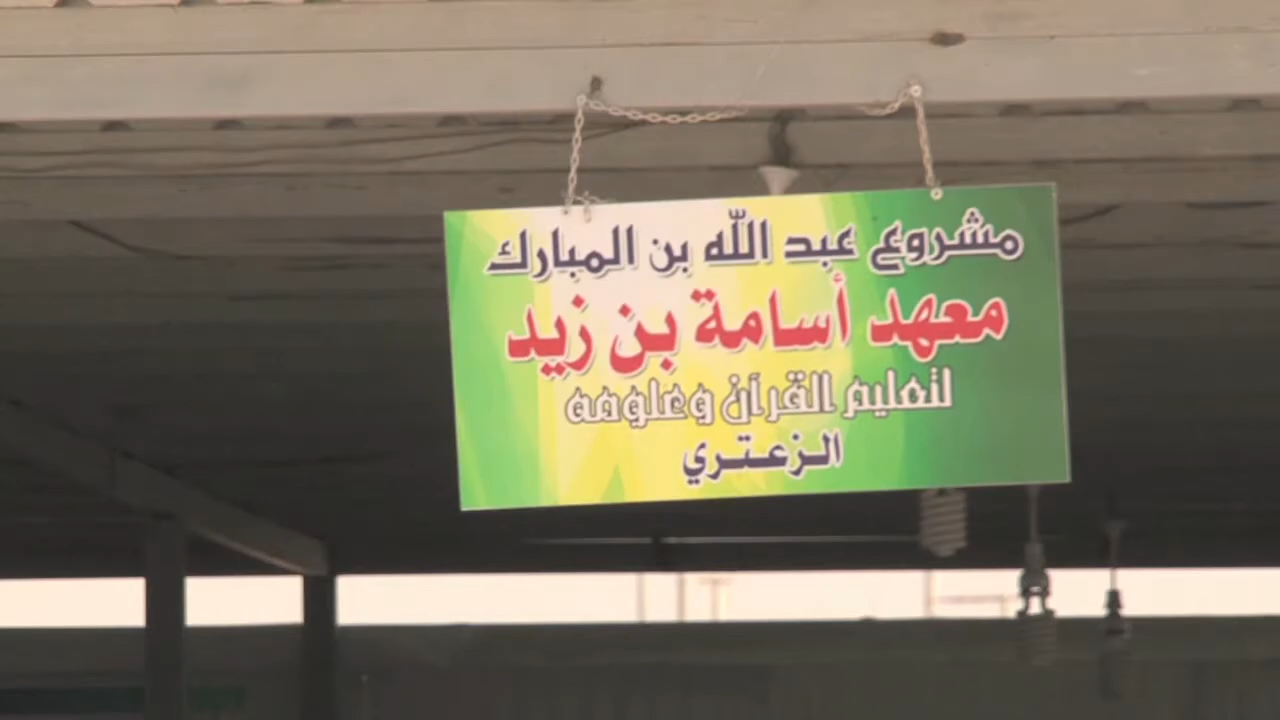 مشروع عبد الله بن المبارك
معهد أسامة بن زيد
لتعليم القرآن وعلومه
الزعتري